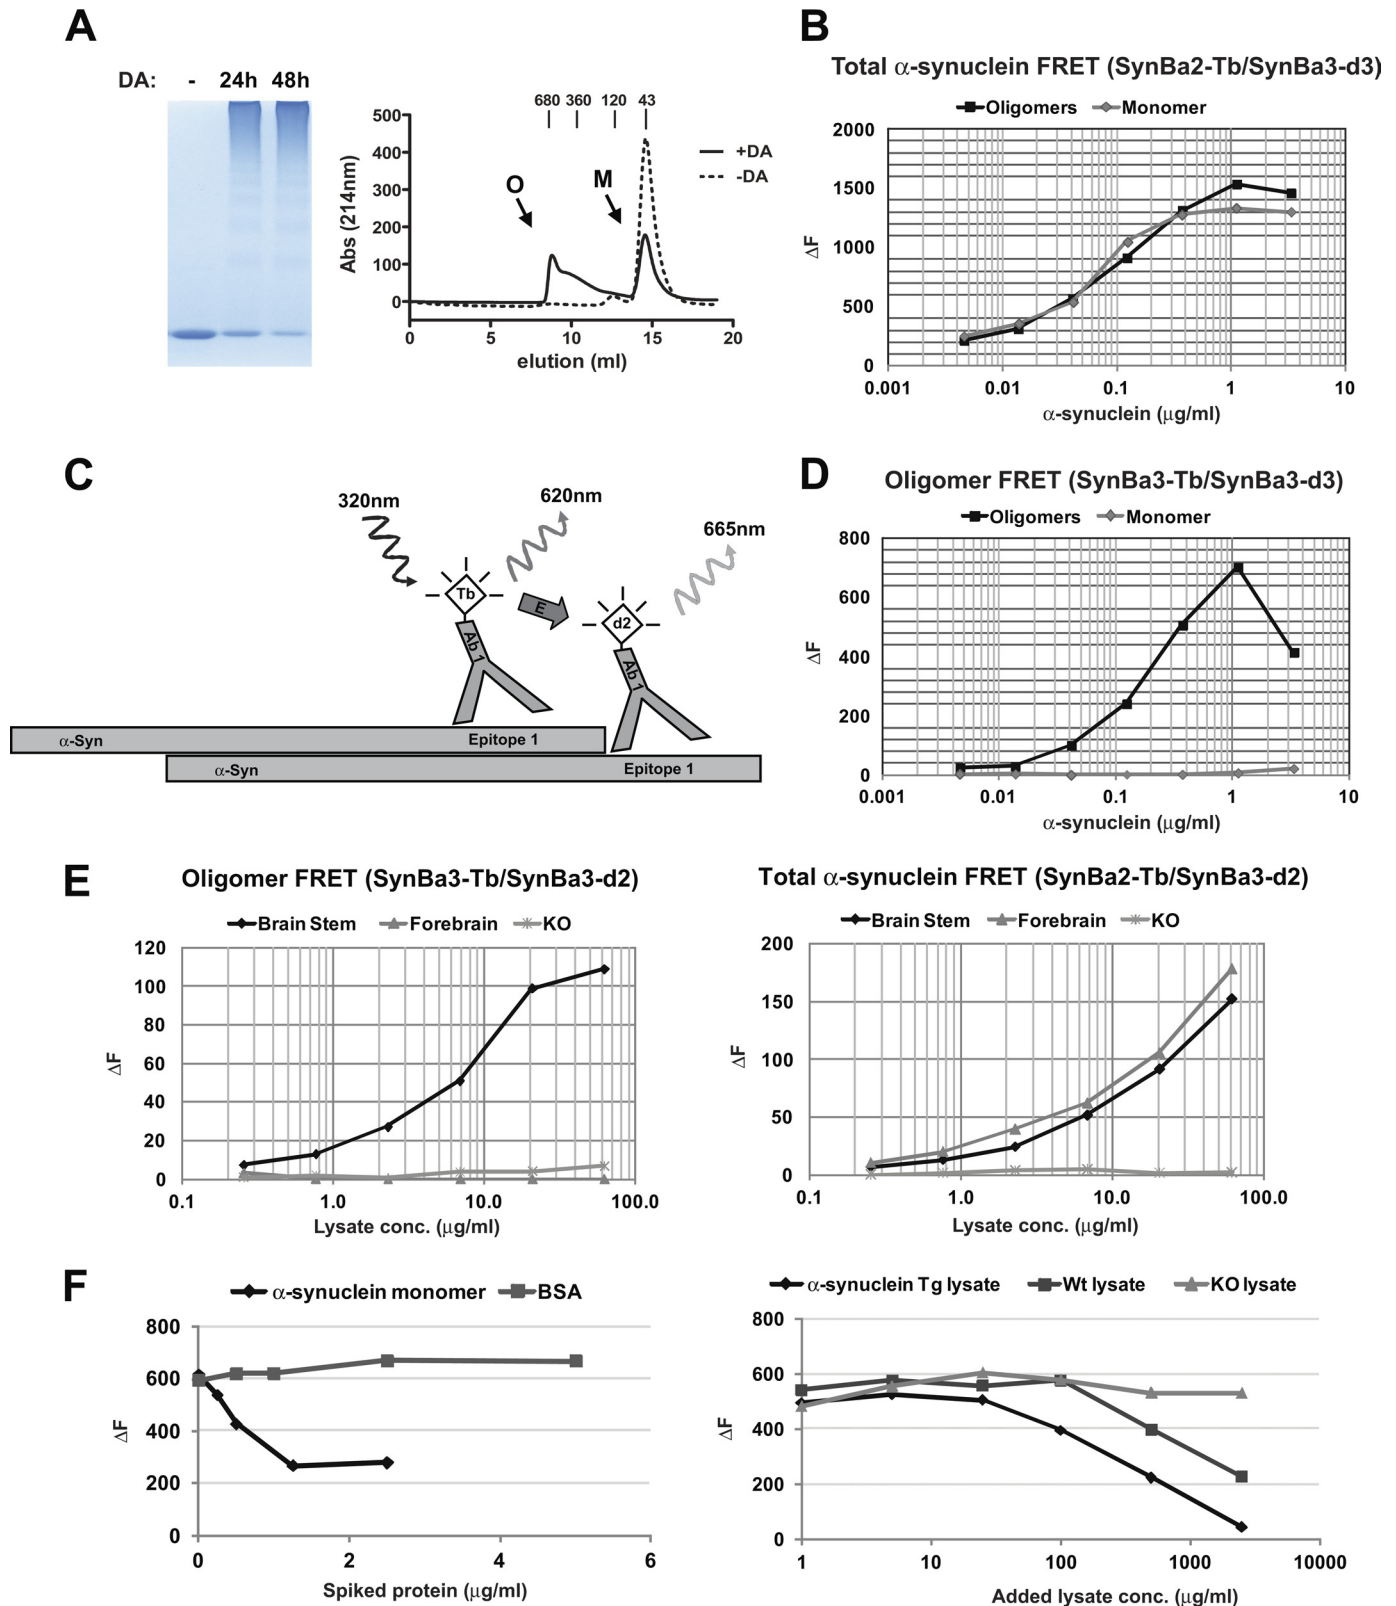 A
DA: - 24h 48h
680 360 120 43
500
400
300
200
100
0
Abs (214nm)
O
M
+DA
-DA
0 5 10 15 20
elution (ml)
B
Total α-synuclein FRET (SynBa2-Tb/SynBa3-d3)
Oligomers Monomer
2000
1500
1000
500
0
ΔF
0.001 0.01 0.1 1 10
α-synuclein (μg/ml)
C
320nm
620nm
665nm
Tb
E
d2
Ab 1
Ab 1
α-Syn Epitope 1
α-Syn Epitope 1
D
Oligomer FRET (SynBa3-Tb/SynBa3-d3)
Oligomers Monomer
800
600
400
200
0
ΔF
0.001 0.01 0.1 1 10
α-synuclein (μg/ml)
E
Oligomer FRET (SynBa3-Tb/SynBa3-d2)
Brain Stem Forebrain KO
120
100
80
60
40
20
0
ΔF
0.1 1.0 10.0 100.0
Lysate conc. (μg/ml)
Total α-synuclein FRET (SynBa2-Tb/SynBa3-d2)
Brain Stem Forebrain KO
200
150
100
50
0
ΔF
0.1 1.0 10.0 100.0
Lysate conc. (μg/ml)
F
α-synuclein monomer BSA
800
600
400
200
0
ΔF
0 2 4 6
Spiked protein (μg/ml)
α-synuclein Tg lysate Wt lysate KO lysate
800
600
400
200
0
ΔF
1 10 100 1000 10000
Added lysate conc. (μg/ml)